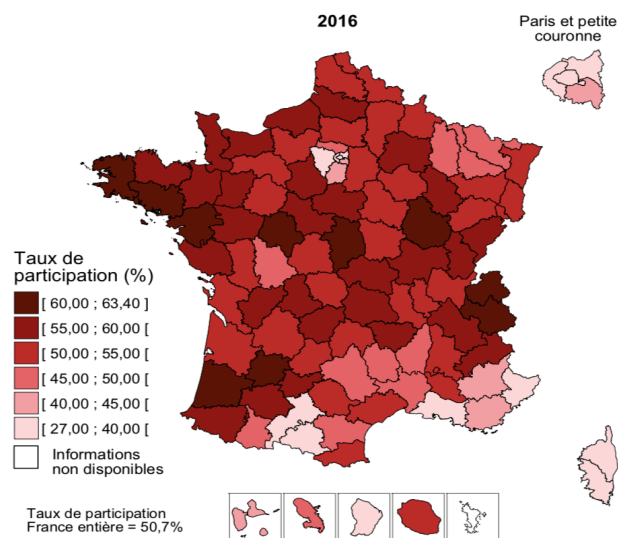 2016
Paris et petite
couronne
Taux de
participation (%)
[ 60,00 ; 63,40 ]
[ 55,00 ; 60,00 [
[ 50,00 ; 55,00 [
[ 45,00 ; 50,00 [
[ 40,00 ; 45,00 [
[ 27,00 ; 40,00 [
Informations
non disponibles
Taux de participation
France entière = 50,7%